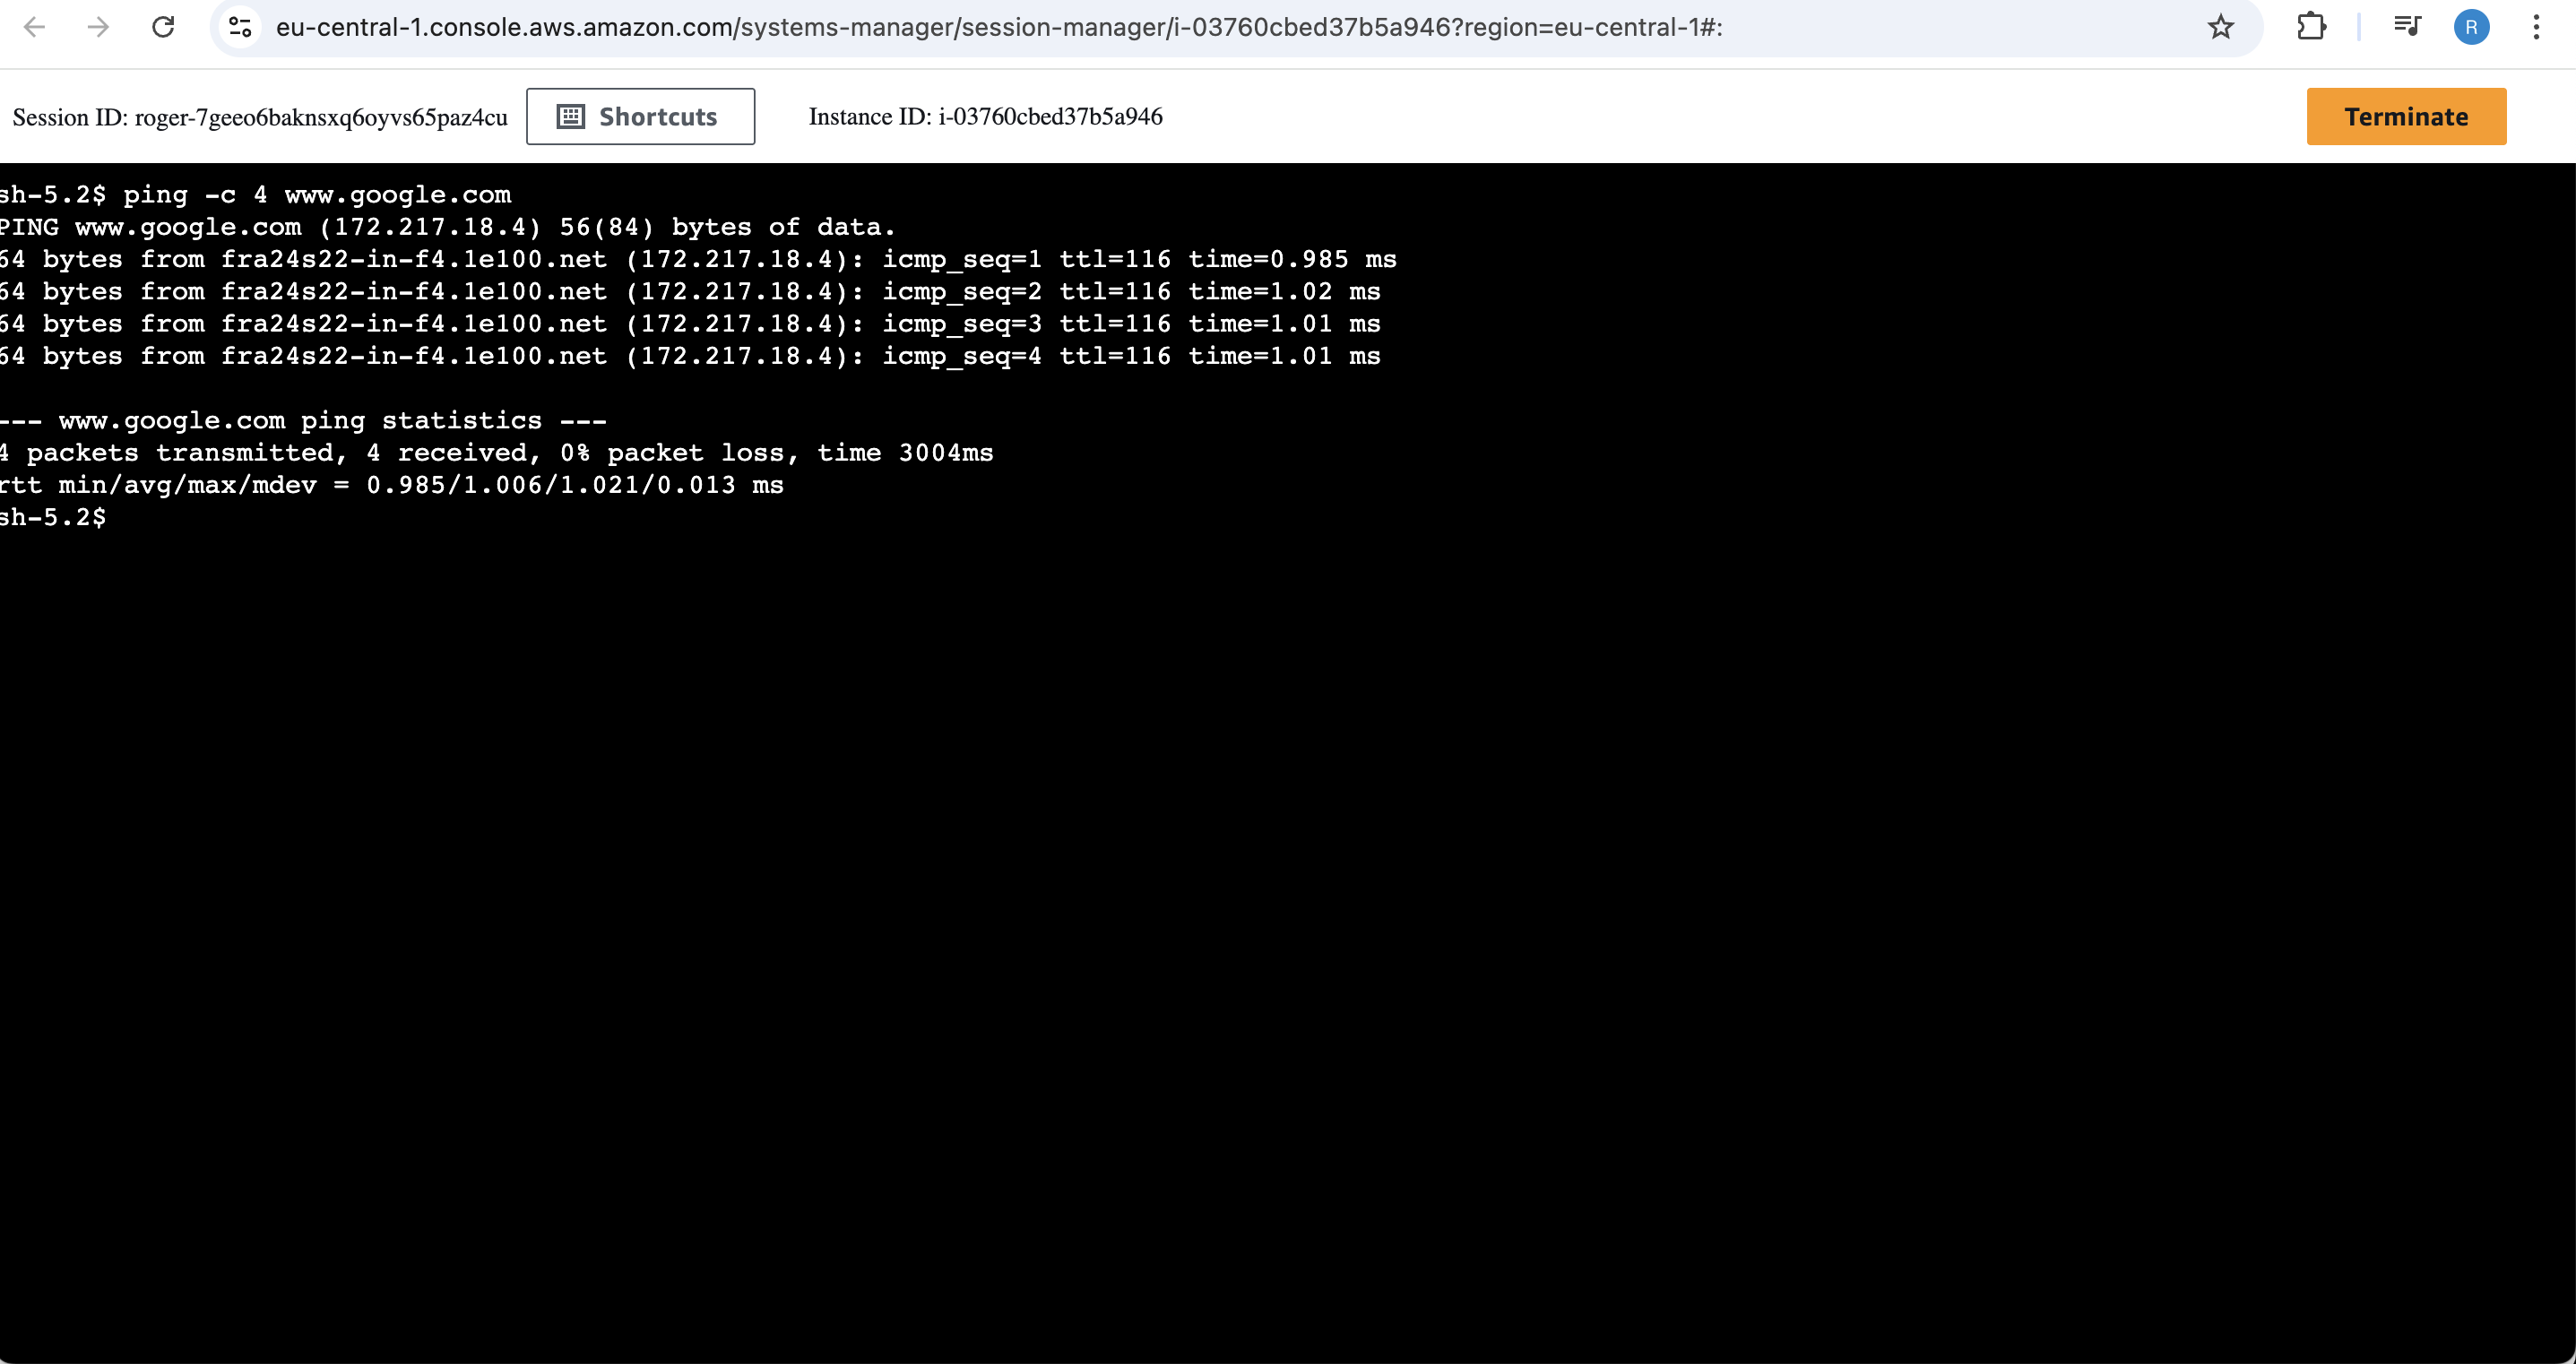 eu-central-1.console.aws.amazon.com/systems-manager/session-manager/i-03760cbed37b5a946?region=eu-central-1#:
R
Session ID: roger-7geeo6baknsxq6oyvs65paz4cu
Shortcuts
Instance ID: i-03760cbed37b5a946
Terminate
sh-5.2$ ping -c 4 www.google.com
PING www.google.com (172.217.18.4) 56(84) bytes of data.
64 bytes from fra24s22-in-f4.1e100.net (172.217.18.4): icmp_seq=1 ttl=116 time=0.985 ms
64 bytes from fra24s22-in-f4.1e100.net (172.217.18.4): icmp_seq=2 ttl=116 time=1.02 ms
64 bytes from fra24s22-in-f4.1e100.net (172.217.18.4): icmp_seq=3 ttl=116 time=1.01 ms
64 bytes from fra24s22-in-f4.1e100.net (172.217.18.4): icmp_seq=4 ttl=116 time=1.01 ms
--- www.google.com ping statistics ---
4 packets transmitted, 4 received, 0% packet loss, time 3004ms
rtt min/avg/max/mdev = 0.985/1.006/1.021/0.013 ms
sh-5.2$